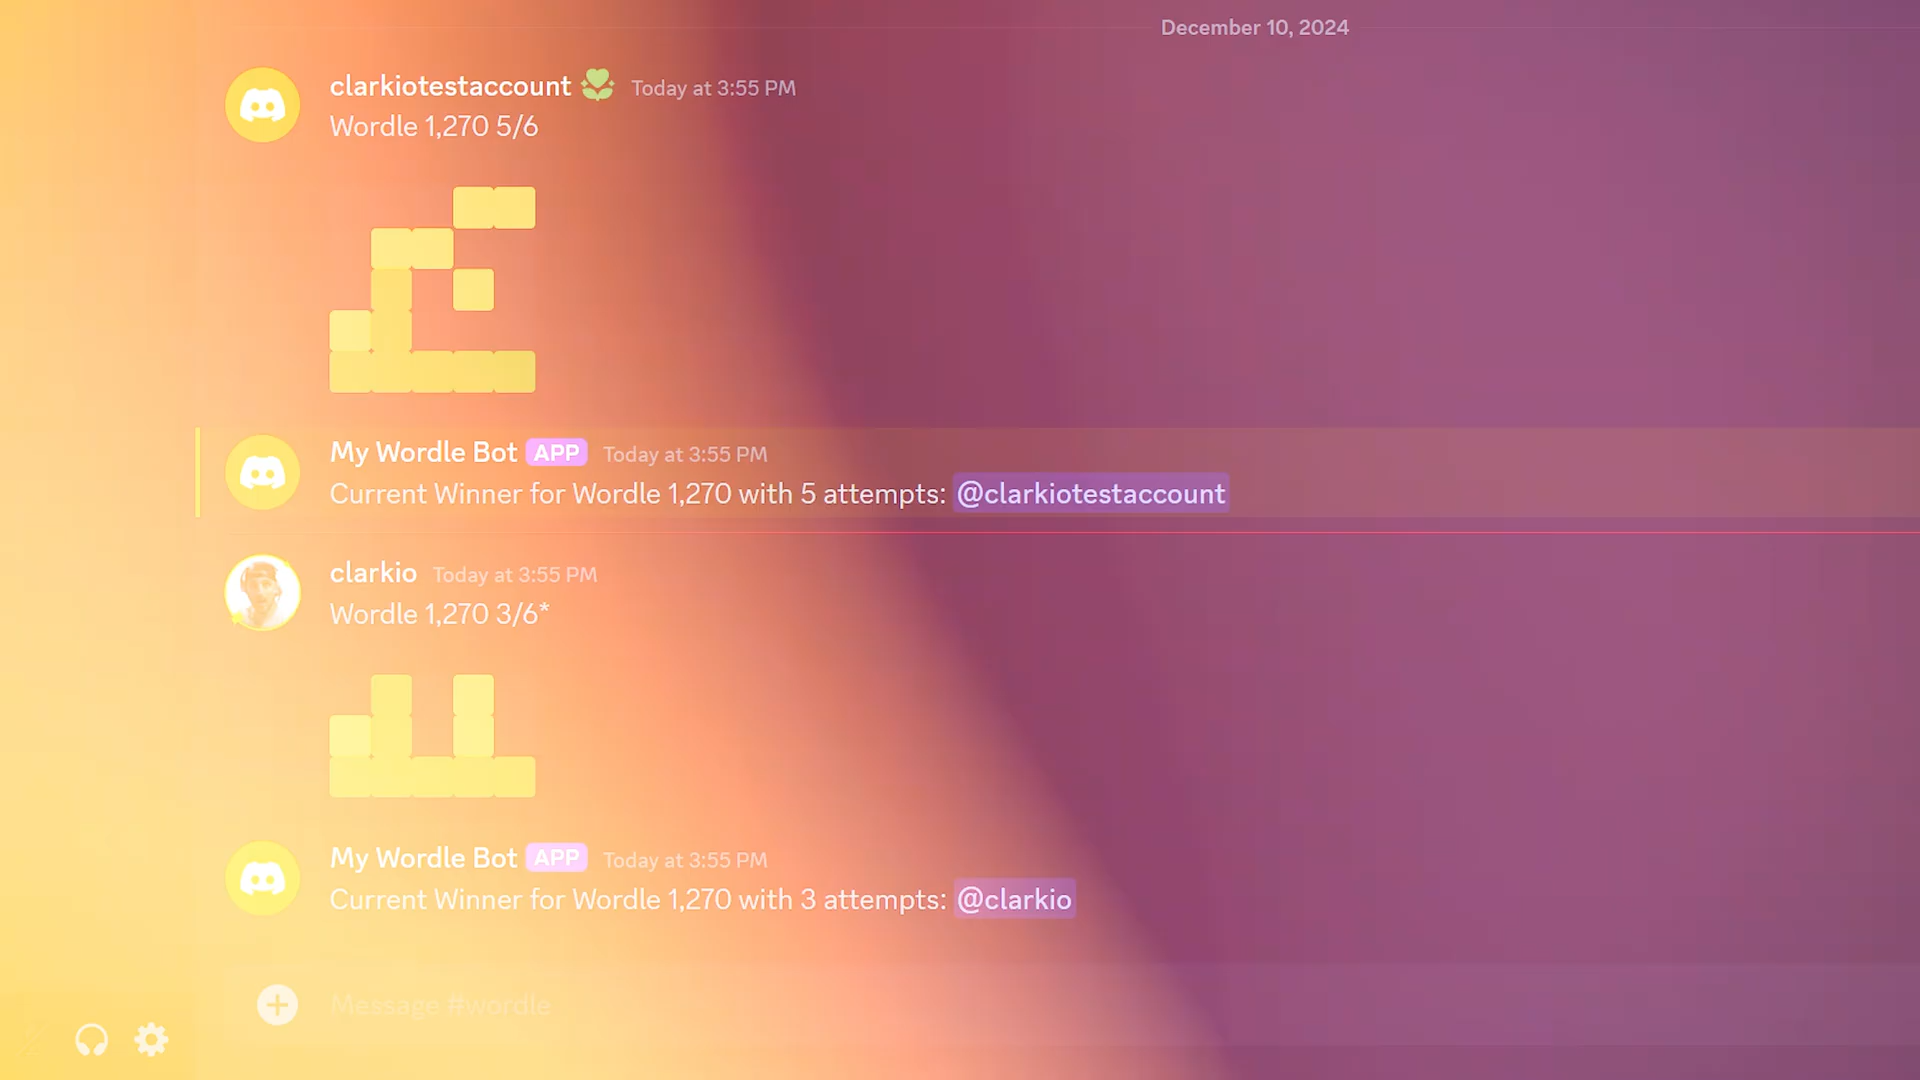 December 10, 2024
clarkiotestaccount Today at 3:55 PM
Wordle 1,270 5/6
My Wordle Bot APP Today at 3:55 PM
Current Winner for Wordle 1,270 with 5 attempts: @clarkiotestaccount
clarkio Today at 3:55 PM
Wordle 1,270 3/6*
My Wordle Bot APP Today at 3:55 PM
Current Winner for Wordle 1,270 with 3 attempts: @clarkio
Message #wordle